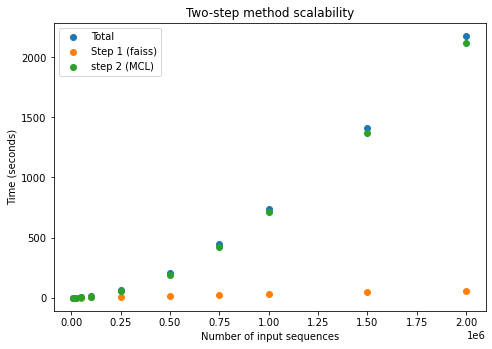 Two-step method scalability
Total
Step 1 (faiss)
step 2 (MCL)
Time (seconds)
2000
1500
1000
500
0
0.00 0.25 0.50 0.75 1.00 1.25 1.50 1.75 2.00
1e6
Number of input sequences